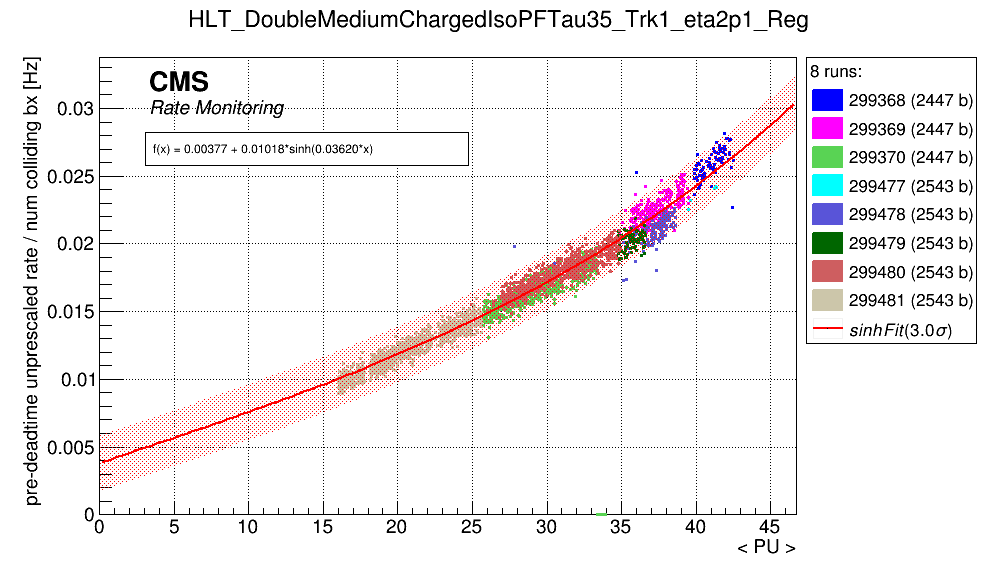 HLT_DoubleMediumChargedIsoPFTau35_Trk1_eta2p1_Reg
pre-deadtime unprescaled rate / num colliding bx [Hz]
CMS
Rate Monitoring
f(x) = 0.00377 + 0.01018*sinh(0.03620*x)
0.03
0.025
0.02
0.015
0.01
0.005
0
0 5 10 15 20 25 30 35 40 45
< PU >
8 runs:
299368 (2447 b)
299369 (2447 b)
299370 (2447 b)
299477 (2543 b)
299478 (2543 b)
299479 (2543 b)
299480 (2543 b)
299481 (2543 b)
sinhFit(3.0σ)